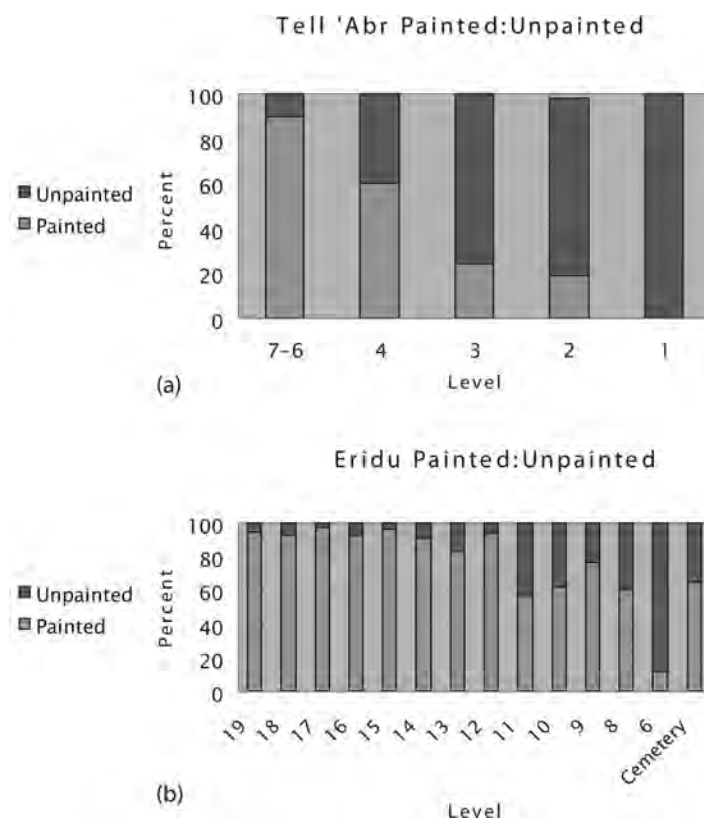 Tell 'Abr Painted:Unpainted
100
80
60
40
20
0
Percent
Unpainted
Painted
7–6 4 3 2 1
Level
(a)
Eridu Painted:Unpainted
100
80
60
40
20
0
Percent
Unpainted
Painted
19 18 17 16 15 14 13 12 11 10 9 8 6 Cemetery
Level
(b)